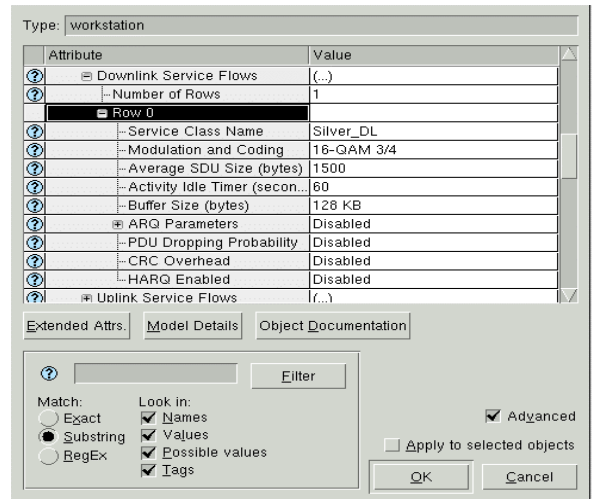 Type: workstation
Attribute Value
Downlink Service Flows (...)
Number of Rows 1
Row 0
Service Class Name Silver_DL
Modulation and Coding 16-QAM 3/4
Average SDU Size (bytes) 1500
Activity Idle Timer (secon... 60
Buffer Size (bytes) 128 KB
ARQ Parameters Disabled
PDU Dropping Probability Disabled
CRC Overhead Disabled
HARQ Enabled Disabled
Uplink Service Flows (...)
Extended Attrs. Model Details Object Documentation
Filter
Match: Look in:
Exact Names
Substring Values
RegEx Possible values
Tags
Advanced
Apply to selected objects
OK Cancel